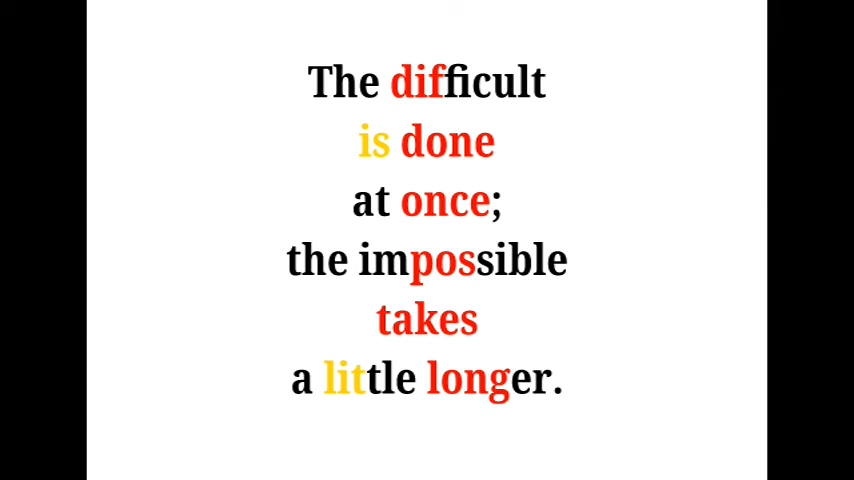 The difficult
is done
at once;
the impossible
takes
a little longer.